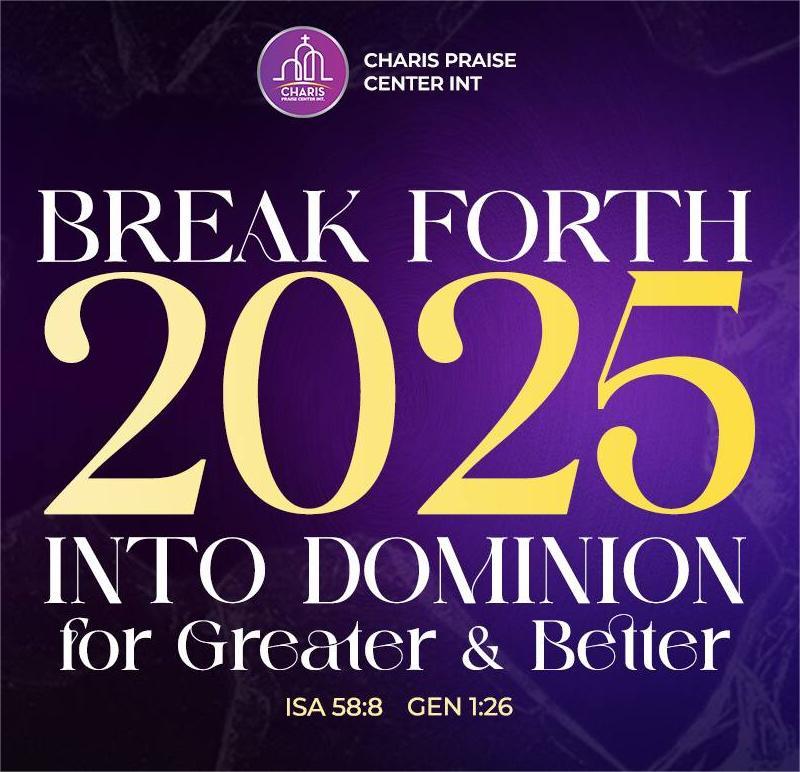 CHARIS
PRAISE CENTER INT.
CHARIS PRAISE
CENTER INT
BREAK FORTH
2025
INTO DOMINION
for Greater & Better
ISA 58:8 GEN 1:26